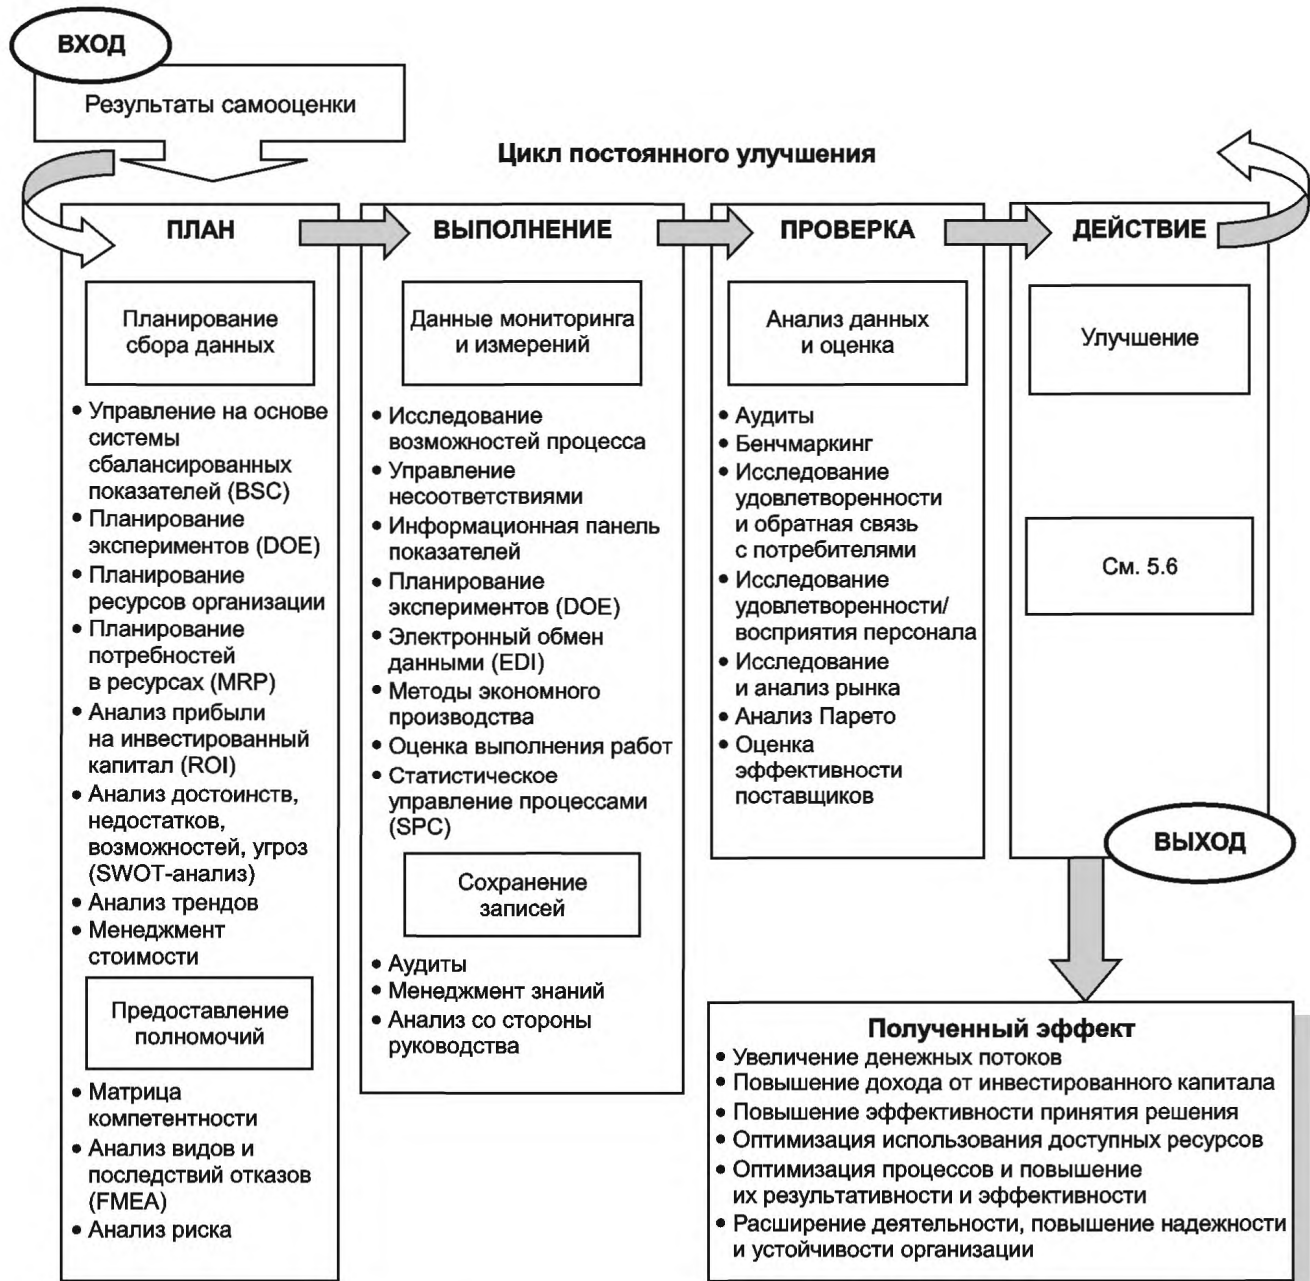 ВХОД
Результаты самооценки
Цикл постоянного улучшения
ПЛАН
Планирование
сбора данных
• Управление на основе
системы
сбалансированных
показателей (BSC)
• Планирование
экспериментов (DOE)
• Планирование
ресурсов организации
• Планирование
потребностей
в ресурсах (MRP)
• Анализ прибыли
на инвестированный
капитал (ROI)
• Анализ достоинств,
недостатков,
возможностей, угроз
(SWOT-анализ)
• Анализ трендов
• Менеджмент
стоимости
Предоставление
полномочий
• Матрица
компетентности
• Анализ видов и
последствий отказов
(FMEA)
• Анализ риска
ВЫПОЛНЕНИЕ
Данные мониторинга
и измерений
• Исследование
возможностей процесса
• Управление
несоответствиями
• Информационная панель
показателей
• Планирование
экспериментов (DOE)
• Электронный обмен
данными (EDI)
• Методы экономного
производства
• Оценка выполнения работ
• Статистическое
управление процессами
(SPC)
Сохранение
записей
• Аудиты
• Менеджмент знаний
• Анализ со стороны
руководства
ПРОВЕРКА
Анализ данных
и оценка
• Аудиты
• Бенчмаркинг
• Исследование
удовлетворенности
и обратная связь
с потребителями
• Исследование
удовлетворенности/
восприятия персонала
• Исследование
и анализ рынка
• Анализ Парето
• Оценка
эффективности
поставщиков
ДЕЙСТВИЕ
Улучшение
См. 5.6
ВЫХОД
Полученный эффект
• Увеличение денежных потоков
• Повышение дохода от инвестированного капитала
• Повышение эффективности принятия решения
• Оптимизация использования доступных ресурсов
• Оптимизация процессов и повышение
их результативности и эффективности
• Расширение деятельности, повышение надежности
и устойчивости организации